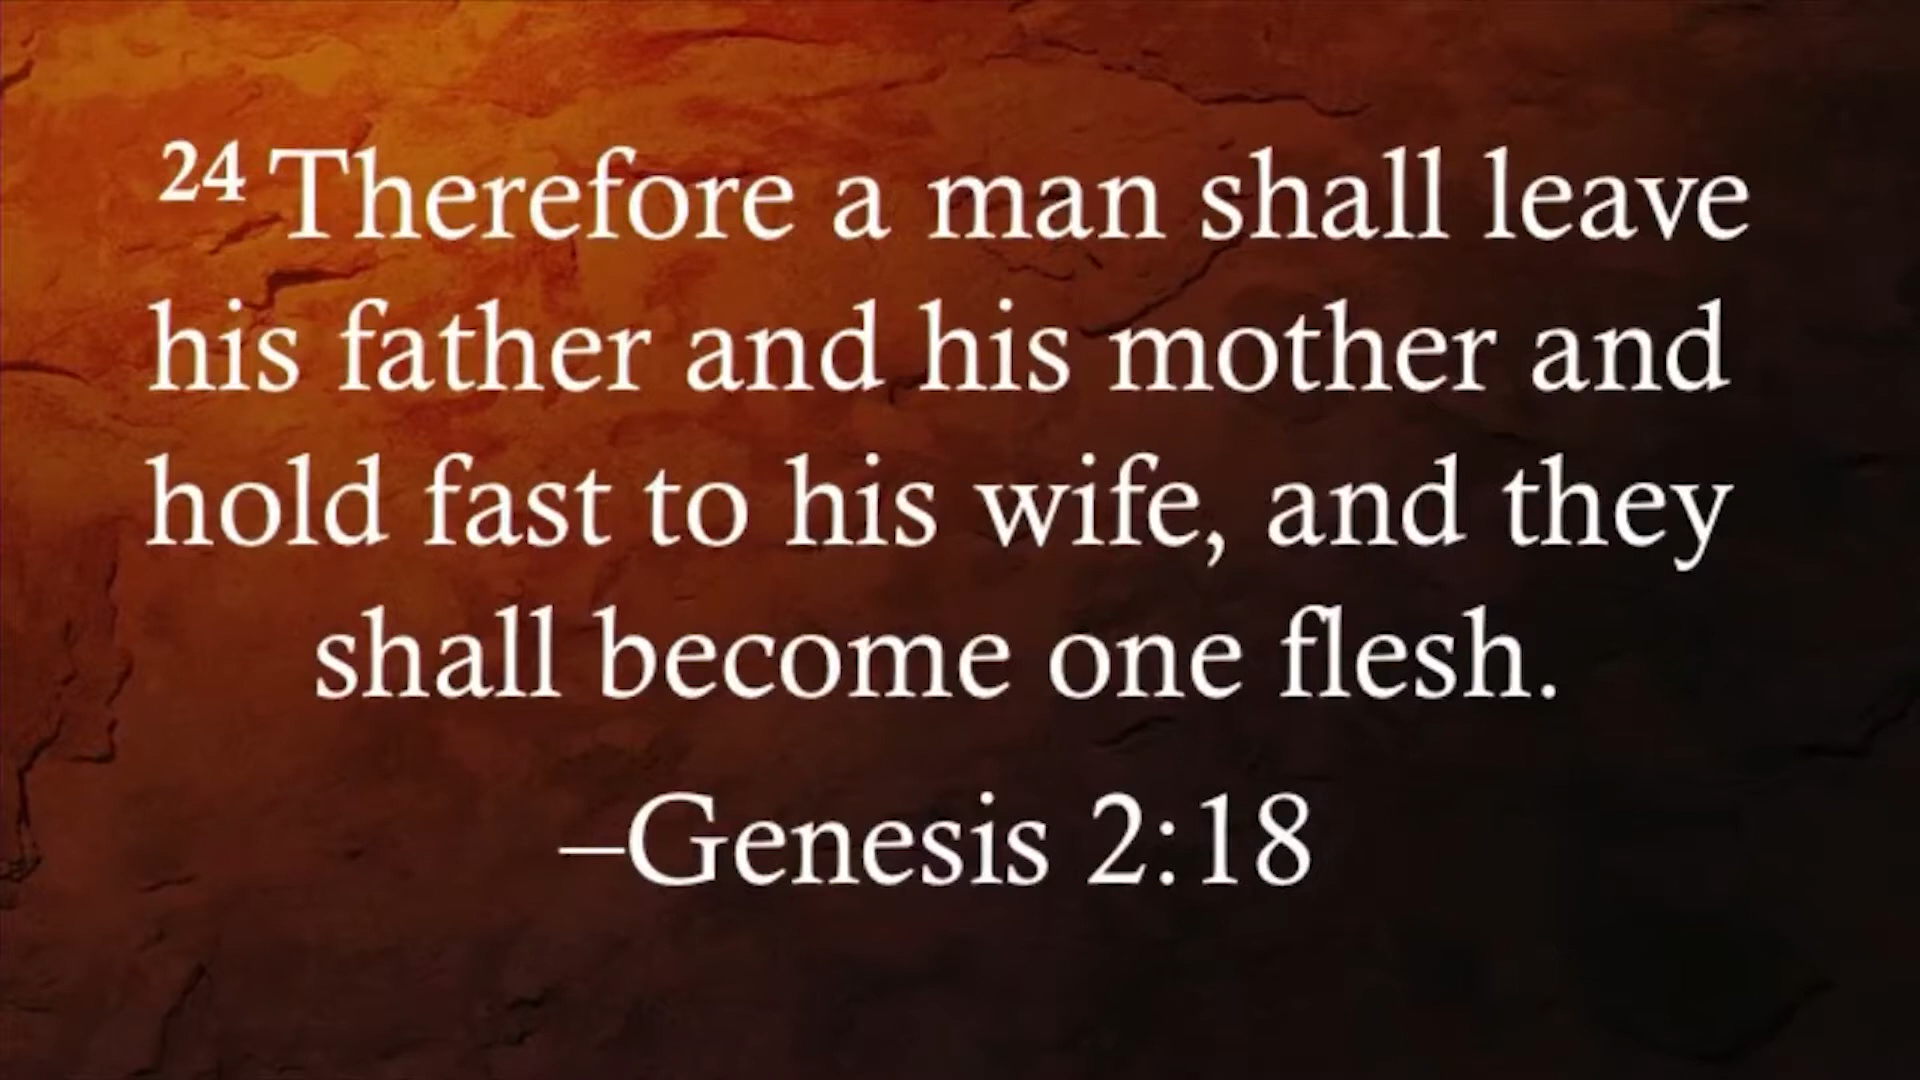 24 Therefore a man shall leave
his father and his mother and
hold fast to his wife, and they
shall become one flesh.
–Genesis 2:18